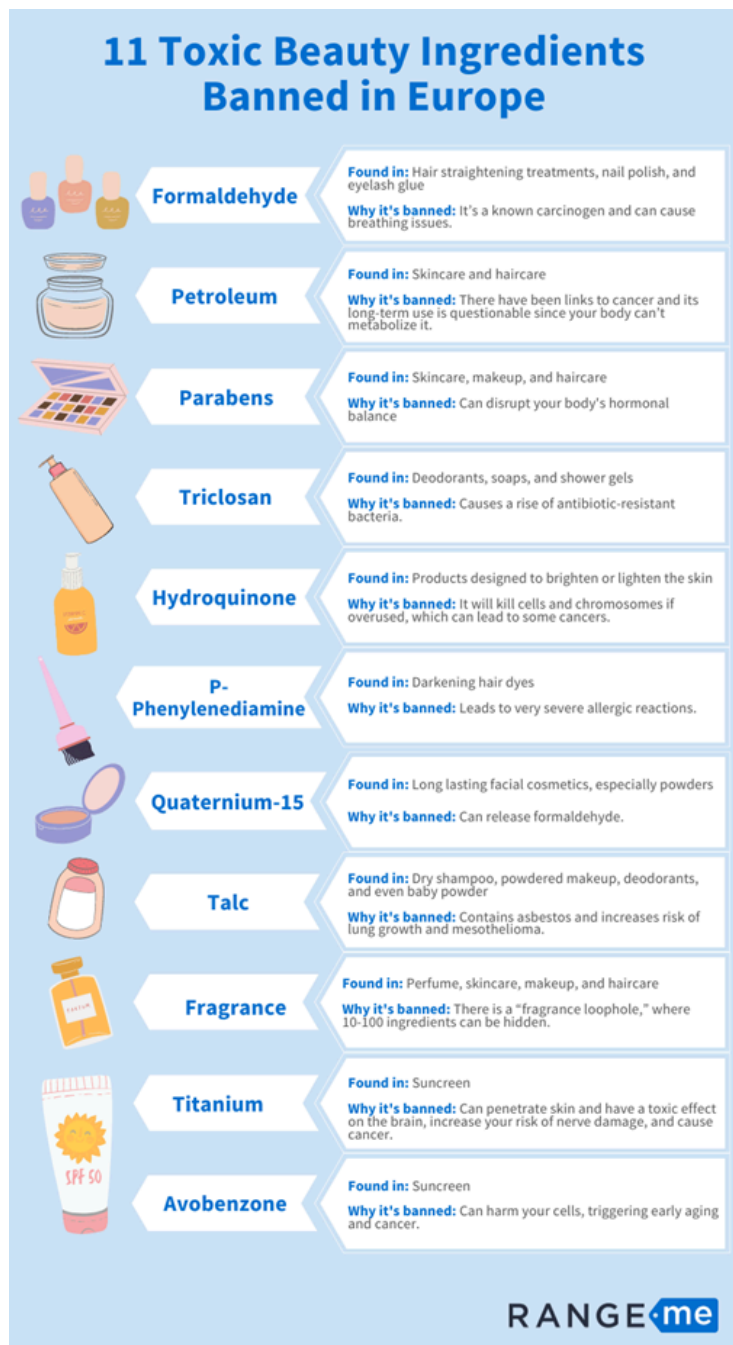 11 Toxic Beauty Ingredients
Banned in Europe
Formaldehyde
Found in: Hair straightening treatments, nail polish, and
eyelash glue
Why it's banned: It's a known carcinogen and can cause
breathing issues.
Petroleum
Found in: Skincare and haircare
Why it's banned: There have been links to cancer and its
long-term use is questionable since your body can't
metabolize it.
Parabens
Found in: Skincare, makeup, and haircare
Why it's banned: Can disrupt your body's hormonal
balance
Triclosan
Found in: Deodorants, soaps, and shower gels
Why it's banned: Causes a rise of antibiotic-resistant
bacteria.
Hydroquinone
Found in: Products designed to brighten or lighten the skin
Why it's banned: It will kill cells and chromosomes if
overused, which can lead to some cancers.
P-
Phenylenediamine
Found in: Darkening hair dyes
Why it's banned: Leads to very severe allergic reactions.
Quaternium-15
Found in: Long lasting facial cosmetics, especially powders
Why it's banned: Can release formaldehyde.
Talc
Found in: Dry shampoo, powdered makeup, deodorants,
and even baby powder
Why it's banned: Contains asbestos and increases risk of
lung growth and mesothelioma.
Fragrance
Found in: Perfume, skincare, makeup, and haircare
Why it's banned: There is a "fragrance loophole," where
10-100 ingredients can be hidden.
Titanium
Found in: Sunscreen
Why it's banned: Can penetrate skin and have a toxic effect
on the brain, increase your risk of nerve damage, and cause
cancer.
SPF 50
Avobenzone
Found in: Sunscreen
Why it's banned: Can harm your cells, triggering early aging
and cancer.
RANGE me